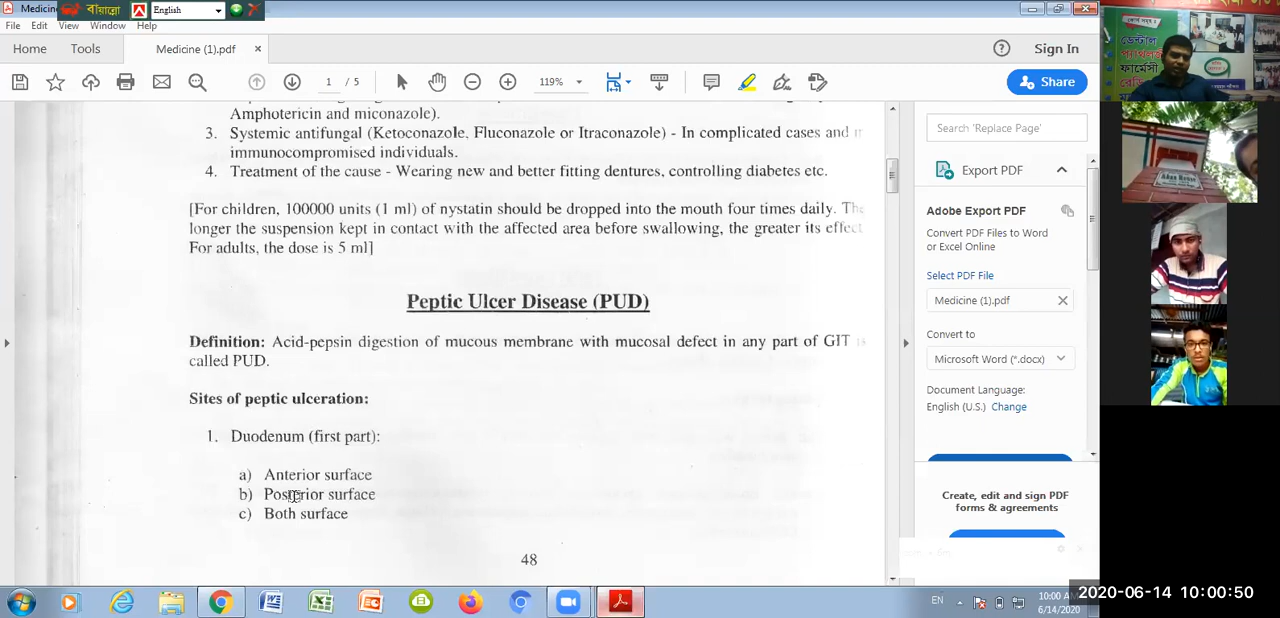 Medicin
English
File Edit View Window Help
Home Tools Medicine (1).pdf × Sign In
1 / 5 119% Share
Amphotericin and miconazole).
3. Systemic antifungal (Ketoconazole, Fluconazole or Itraconazole) - In complicated cases and
immunocompromised individuals.
4. Treatment of the cause - Wearing new and better fitting dentures, controlling diabetes etc.
[For children, 100000 units (1 ml) of nystatin should be dropped into the mouth four times daily. The
longer the suspension kept in contact with the affected area before swallowing, the greater its effect
For adults, the dose is 5 ml]
Peptic Ulcer Disease (PUD)
Definition: Acid-pepsin digestion of mucous membrane with mucosal defect in any part of GIT is
called PUD.
Sites of peptic ulceration:
1. Duodenum (first part):
a) Anterior surface
b) Posterior surface
c) Both surface
48
Search 'Replace Page'
Export PDF
Adobe Export PDF
Convert PDF Files to Word
or Excel Online
Select PDF File
Medicine (1).pdf
Convert to
Microsoft Word (*.docx)
Document Language:
English (U.S.) Change
Create, edit and sign PDF
forms & agreements
EN
10:00 AM
6/14/2020
2020-06-14 10:00:50
ডেন্টাল
প্যাথলজি
ফার্মেসী